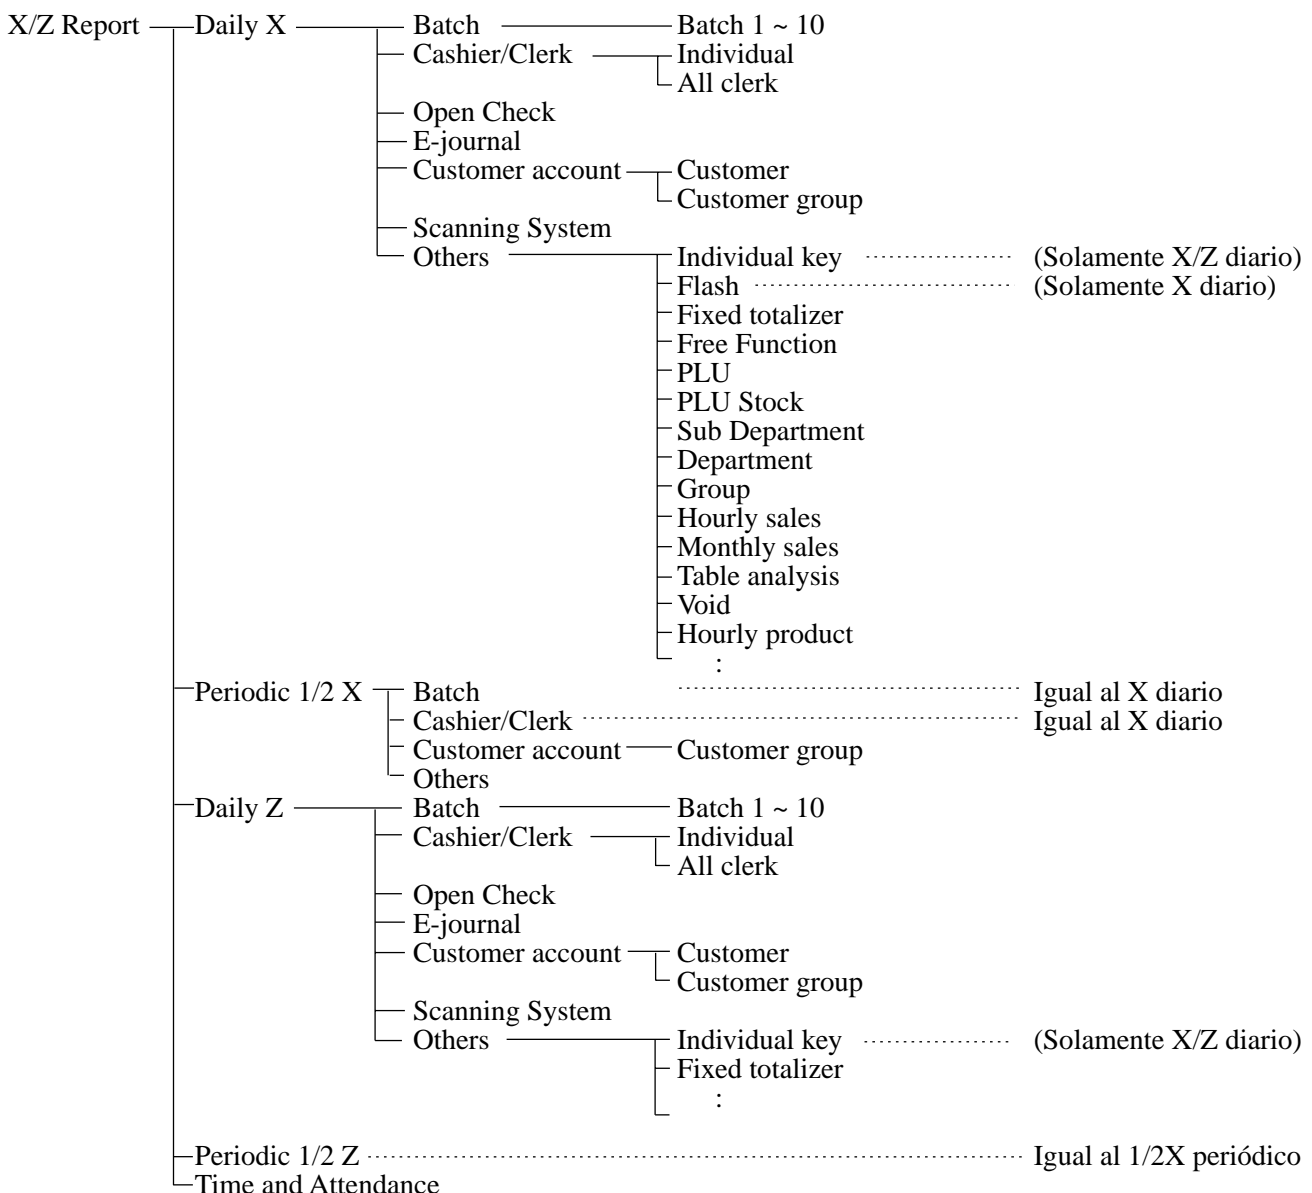 X/Z Report Daily X Batch Batch 1 ~ 10
Cashier/Clerk Individual
All clerk
Open Check
E-journal
Customer account Customer
Customer group
Scanning System
Others Individual key (Solamente X/Z diario)
Flash (Solamente X diario)
Fixed totalizer
Free Function
PLU
PLU Stock
Sub Department
Department
Group
Hourly sales
Monthly sales
Table analysis
Void
Hourly product
:
Periodic 1/2 X Batch Igual al X diario
Cashier/Clerk Igual al X diario
Customer account Customer group
Others
Daily Z Batch Batch 1 ~ 10
Cashier/Clerk Individual
All clerk
Open Check
E-journal
Customer account Customer
Customer group
Scanning System
Others Individual key (Solamente X/Z diario)
Fixed totalizer
:
Periodic 1/2 Z Igual al 1/2X periódico
Time and Attendance